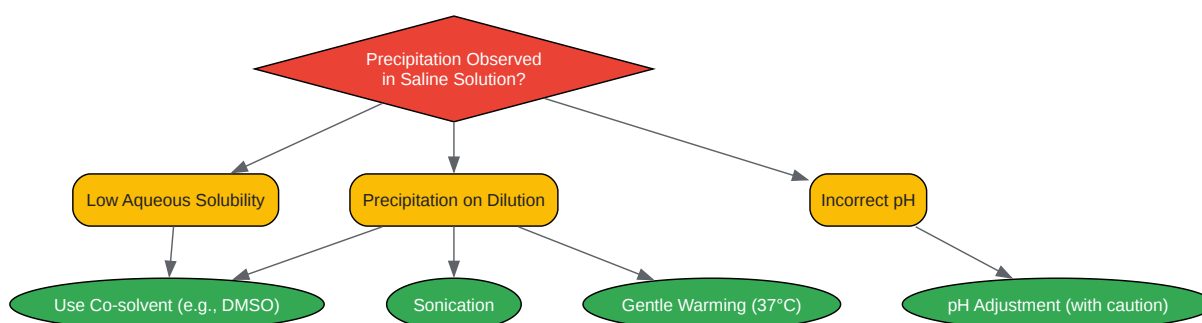 Precipitation Observed
in Saline Solution?
Low Aqueous Solubility
Precipitation on Dilution
Incorrect pH
Use Co-solvent (e.g., DMSO)
Sonication
Gentle Warming (37°C)
pH Adjustment (with caution)